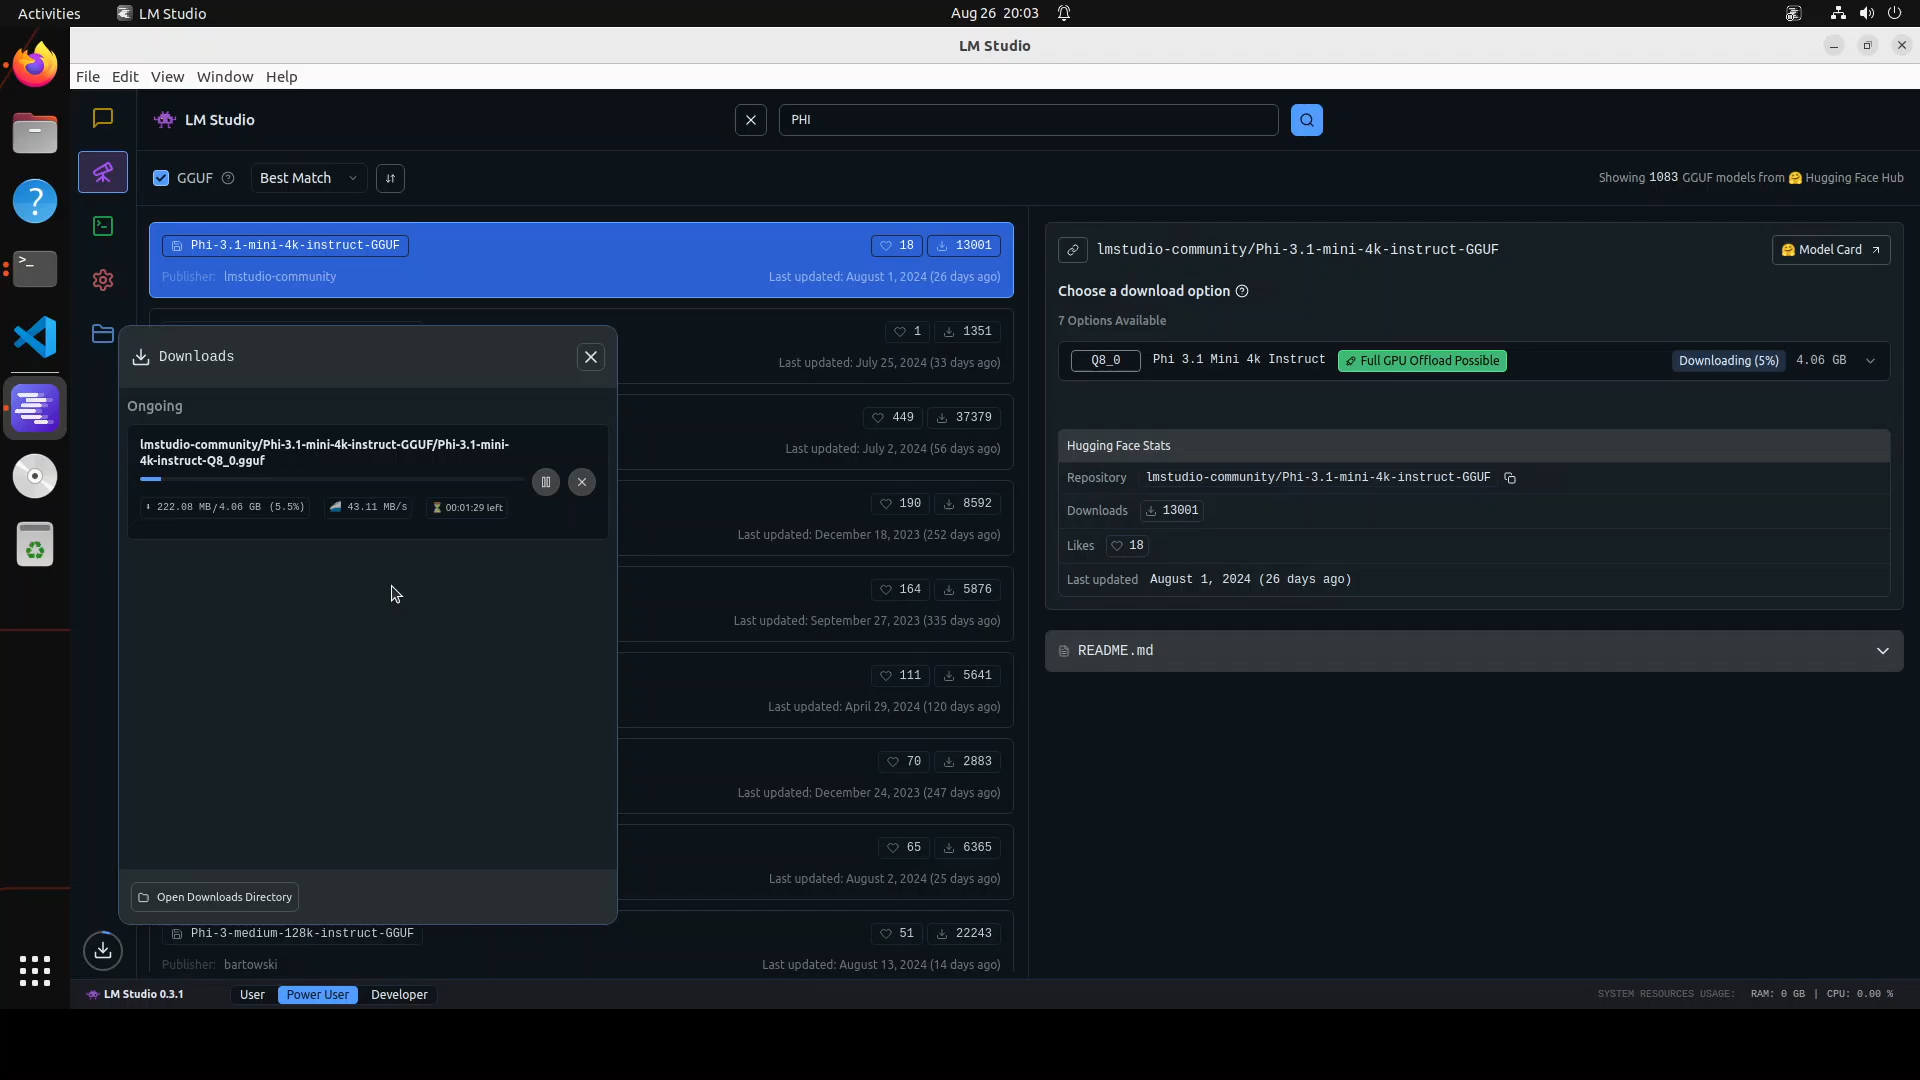 Activities
LM Studio
Aug 26 20:03
LM Studio
File Edit View Window Help
LM Studio
PHI
GGUF
Best Match
Showing 1083 GGUF models from 🤗 Hugging Face Hub
Phi-3.1-mini-4k-instruct-GGUF
18
13001
Publisher: lmstudio-community
Last updated: August 1, 2024 (26 days ago)
1
1351
Last updated: July 25, 2024 (33 days ago)
449
37379
Last updated: July 2, 2024 (56 days ago)
190
8592
Last updated: December 18, 2023 (252 days ago)
164
5876
Last updated: September 27, 2023 (335 days ago)
111
5641
Last updated: April 29, 2024 (120 days ago)
70
2883
Last updated: December 24, 2023 (247 days ago)
65
6365
Last updated: August 2, 2024 (25 days ago)
Phi-3-medium-128k-instruct-GGUF
51
22243
Publisher: bartowski
Last updated: August 13, 2024 (14 days ago)
Downloads
Ongoing
lmstudio-community/Phi-3.1-mini-4k-instruct-GGUF/Phi-3.1-mini-
4k-instruct-Q8_0.gguf
222.08 MB/4.06 GB (5.5%)
43.11 MB/s
00:01:29 left
Open Downloads Directory
lmstudio-community/Phi-3.1-mini-4k-instruct-GGUF
🤗 Model Card
Choose a download option
7 Options Available
Q8_0
Phi 3.1 Mini 4k Instruct
Full GPU Offload Possible
Downloading (5%)
4.06 GB
Hugging Face Stats
Repository lmstudio-community/Phi-3.1-mini-4k-instruct-GGUF
Downloads 13001
Likes 18
Last updated August 1, 2024 (26 days ago)
README.md
LM Studio 0.3.1
User
Power User
Developer
SYSTEM RESOURCES USAGE: RAM: 0 GB | CPU: 0.00 %